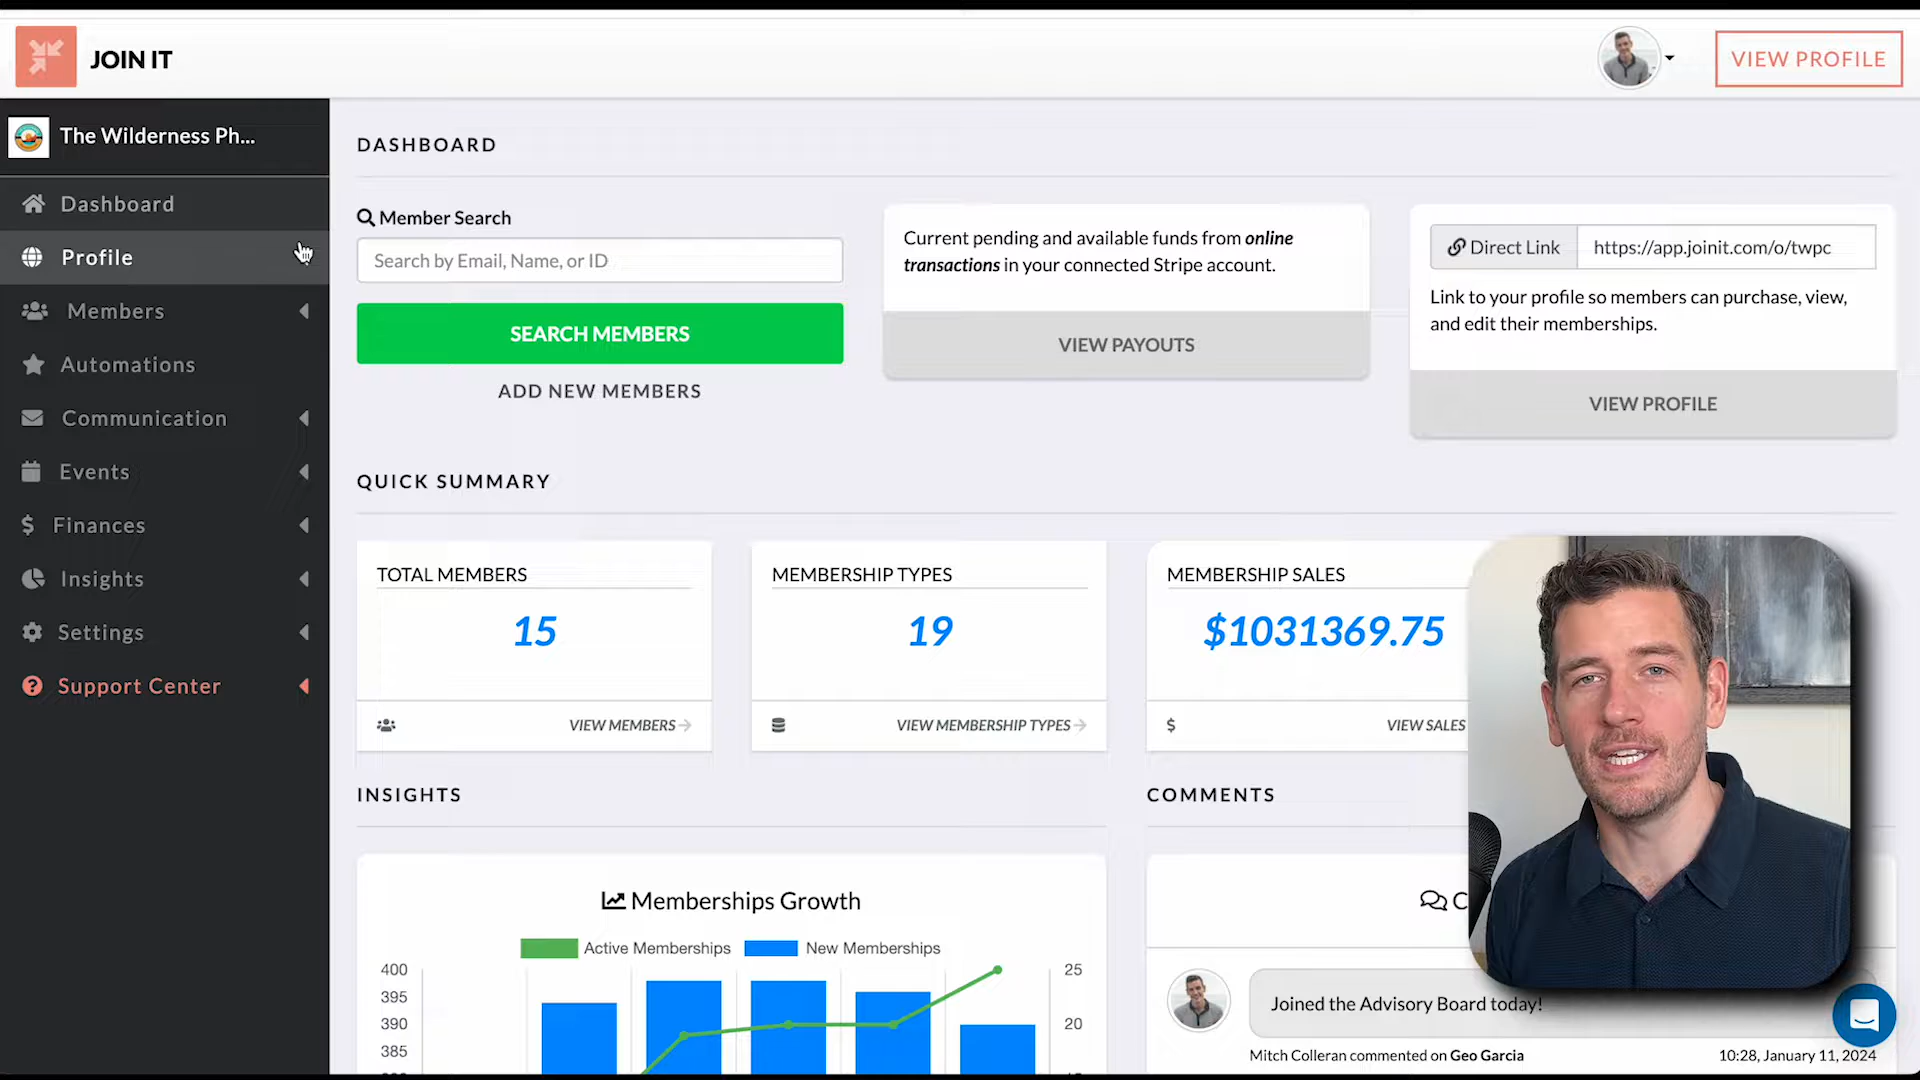 JOIN IT
VIEW PROFILE
The Wilderness Ph...
Dashboard
Profile
Members
Automations
Communication
Events
Finances
Insights
Settings
Support Center
DASHBOARD
Member Search
Search by Email, Name, or ID
SEARCH MEMBERS
ADD NEW MEMBERS
Current pending and available funds from online
transactions in your connected Stripe account.
VIEW PAYOUTS
Direct Link
https://app.joinit.com/o/twpc
Link to your profile so members can purchase, view,
and edit their memberships.
VIEW PROFILE
QUICK SUMMARY
TOTAL MEMBERS
15
VIEW MEMBERS
MEMBERSHIP TYPES
19
VIEW MEMBERSHIP TYPES
MEMBERSHIP SALES
$1031369.75
$
VIEW SALES
INSIGHTS
Memberships Growth
Active Memberships
New Memberships
400
395
390
385
25
20
COMMENTS
C
Joined the Advisory Board today!
Mitch Colleran commented on Geo Garcia
10:28, January 11, 2024